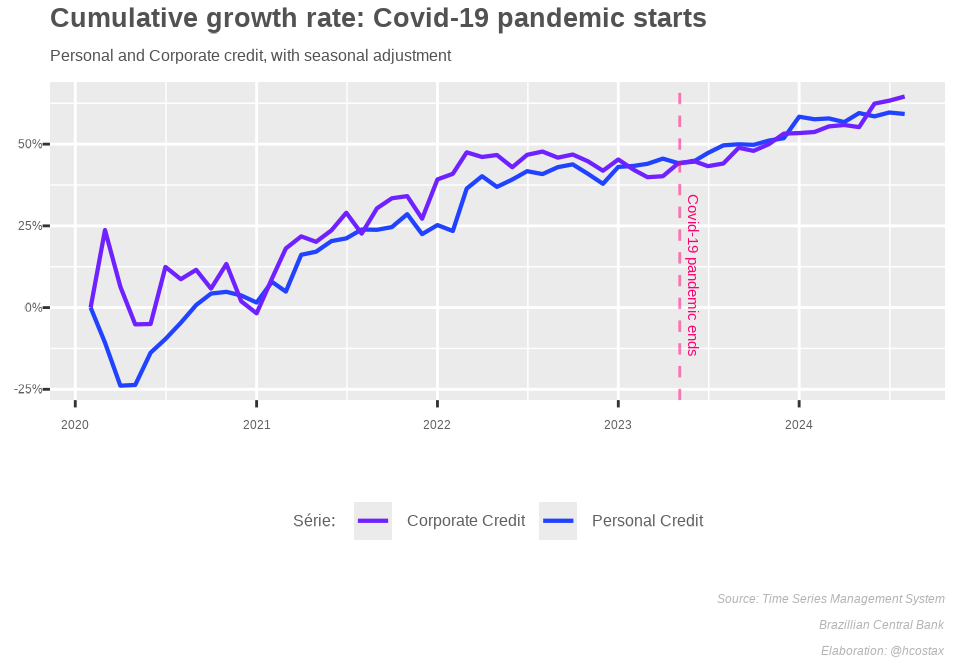 Cumulative growth rate: Covid-19 pandemic starts
Personal and Corporate credit, with seasonal adjustment
50%
25%
0%
-25%
Covid-19 pandemic ends
2020
2021
2022
2023
2024
Série:
Corporate Credit
Personal Credit
Source: Time Series Management System
Brazillian Central Bank
Elaboration: @hcostax